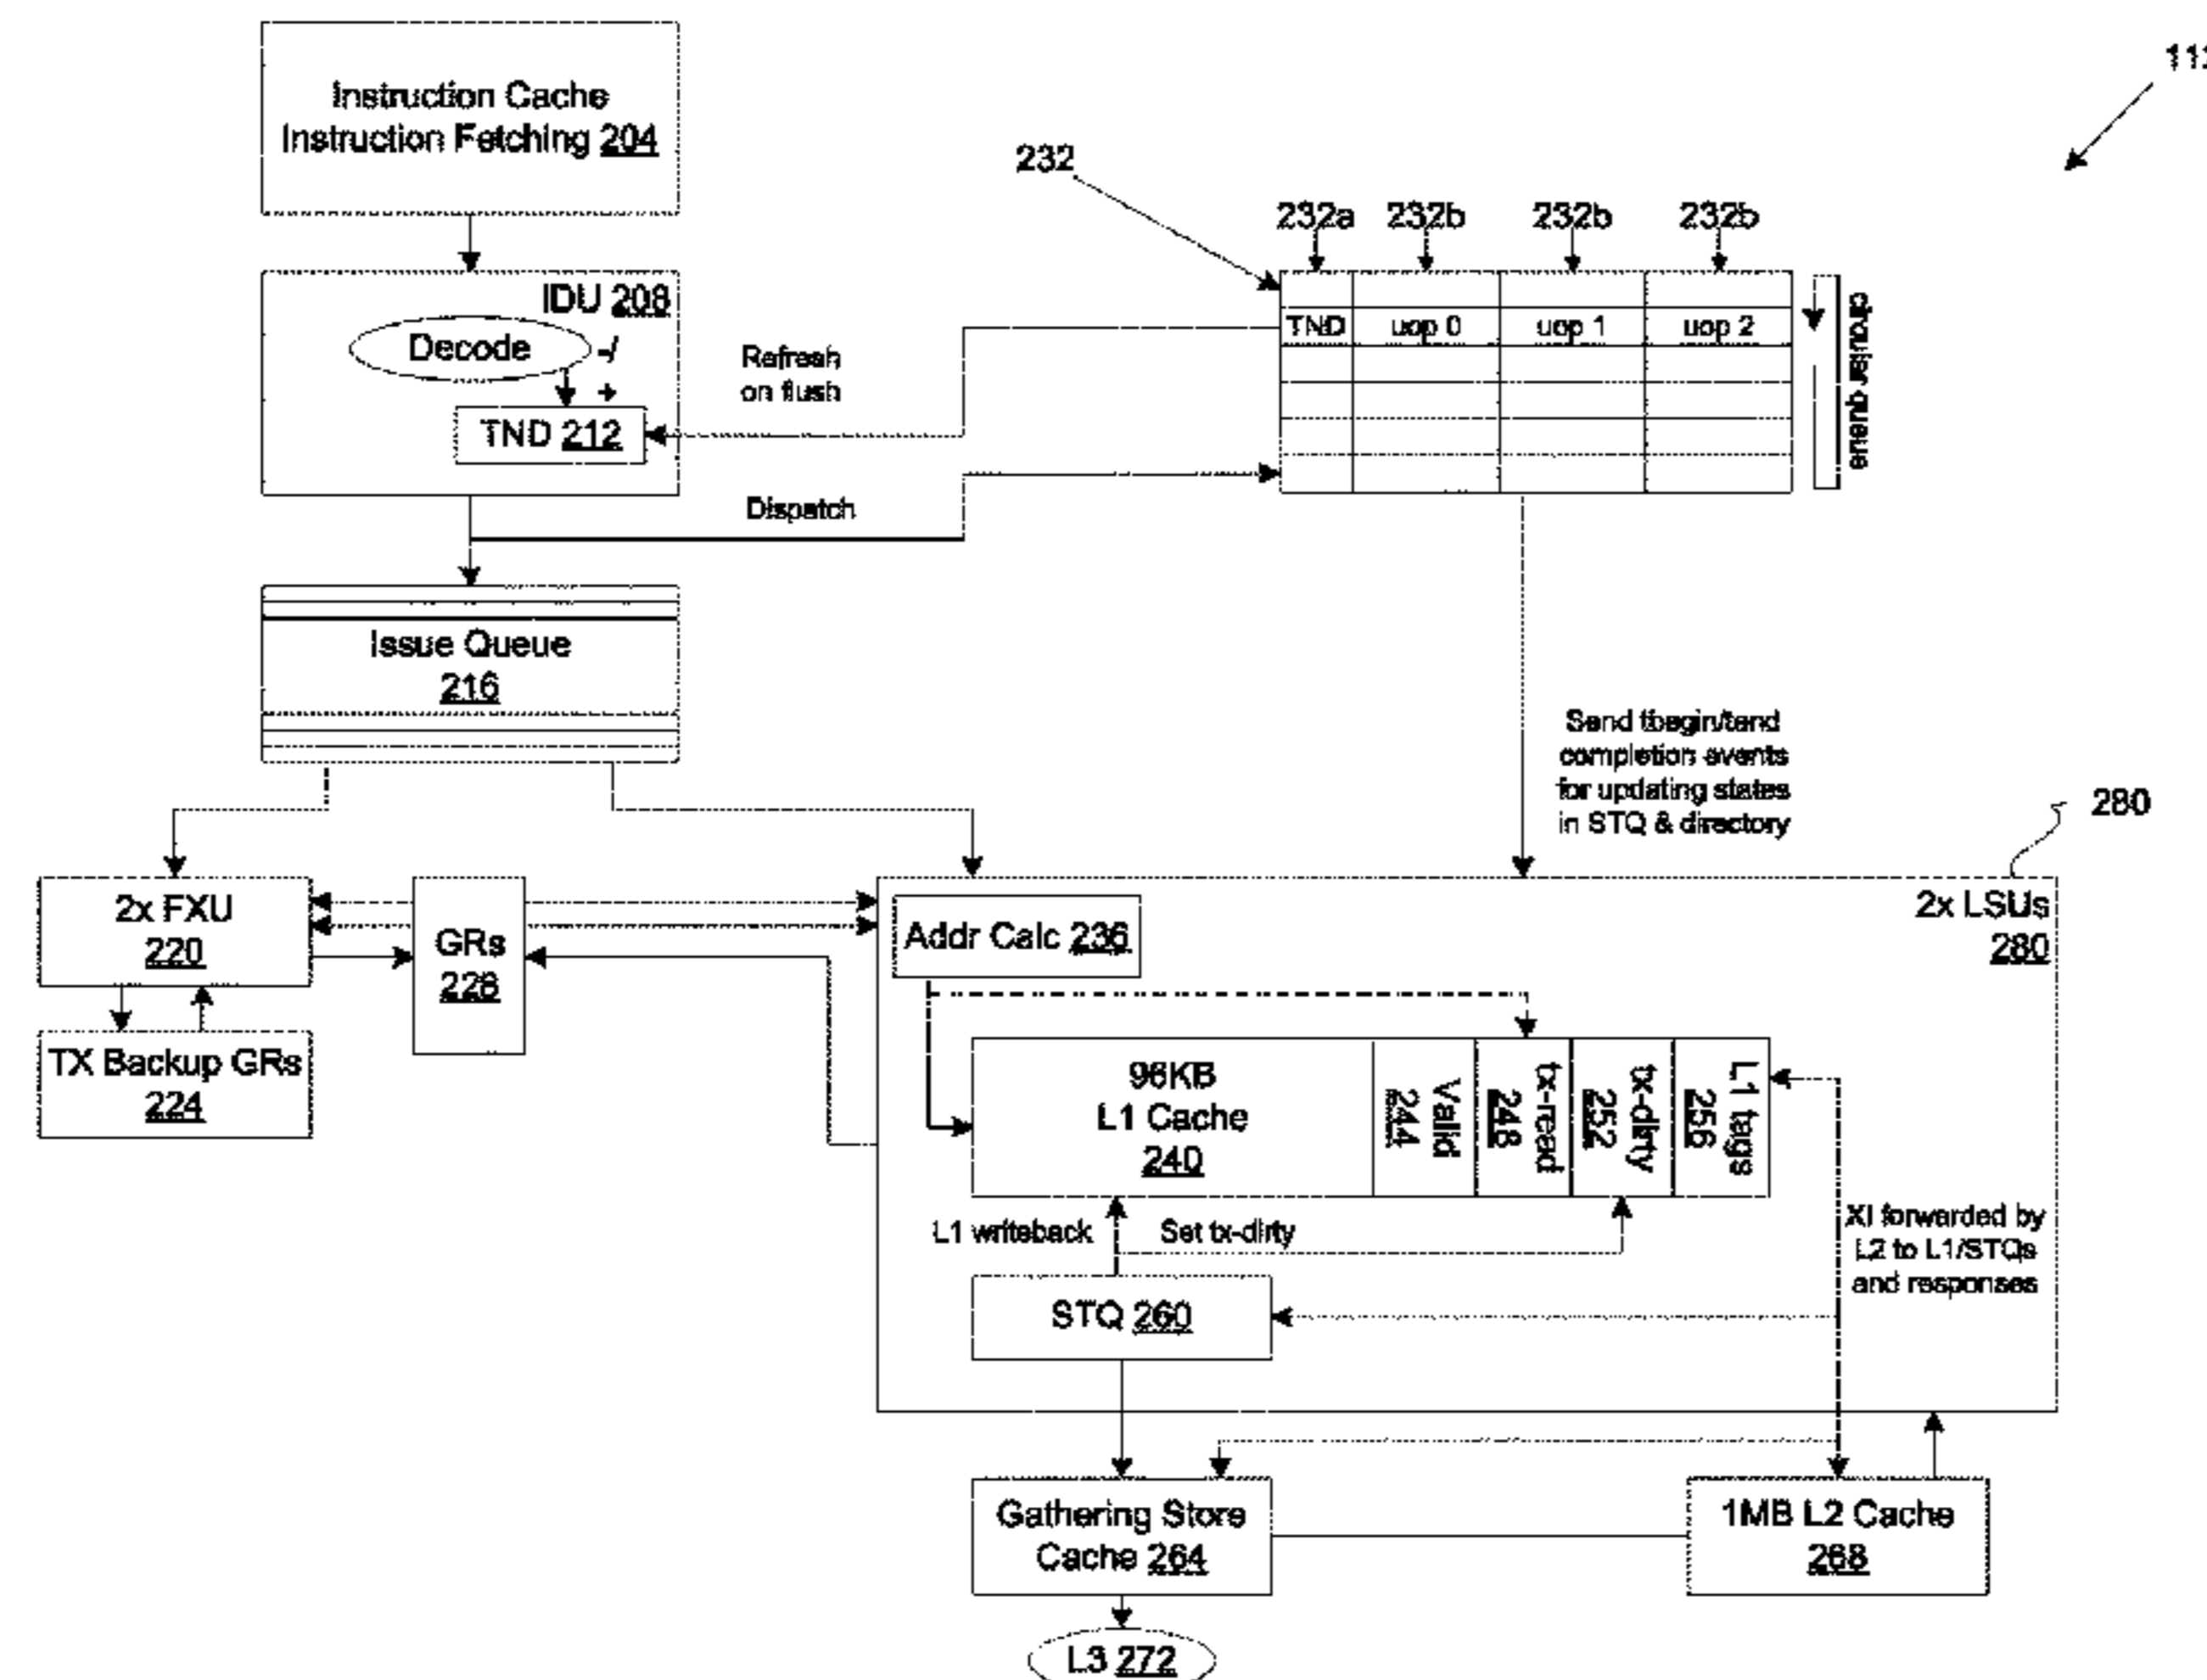 Instruction Cache
Instruction Fetching 204
232
232a 232b 232b 232b
IDU 208
Decode
-/
+
TND 212
Refresh
on flush
TND uop 0 uop 1 uop 2
circular queue
Dispatch
Issue Queue
216
Send tbegin/tend
completion events
for updating states
in STQ & directory
280
2x FXU
220
GRs
228
TX Backup GRs
224
2x LSUs
280
Addr Calc 236
96KB
L1 Cache
240
Valid
244
tx-read
248
tx-dirty
252
L1 tags
256
L1 writeback
Set tx-dirty
XI forwarded by
L2 to L1/STQs
and responses
STQ 260
Gathering Store
Cache 264
1MB L2 Cache
268
L3 272